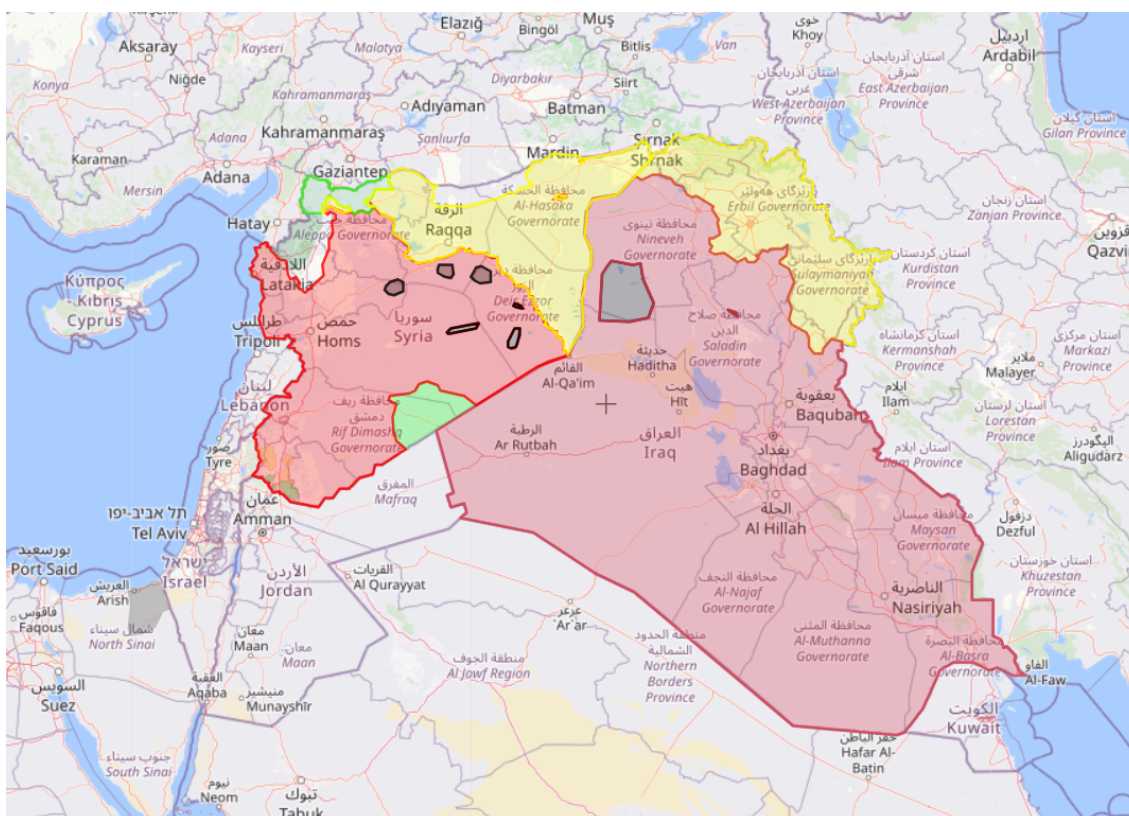 Aksaray
Kayseri
Malatya
Elazığ
Bingöl
Muş
Bitlis
Van
خوی
Khoy
اردبیل
Ardabil
استان آذربایجان
شرقی
East Azerbaijan
Province
استان آذربایجان
غربی
West Azerbaijan
Province
استان گیلان
Gilan Province
Konya
Niğde
Kahramanmaraş
Adıyaman
Diyarbakır
Batman
Siirt
Kahramanmaraş
Şanlıurfa
Mardin
Şırnak
Shrnak
Karaman
Adana
Adana
Gaziantep
Mersin
Hatay
Aleppo Governorate
الرقة
Raqqa
محافظة الحسكة
Al-Hasaka
Governorate
محافظة نينوى
Nineveh
Governorate
Erbil Governorate
Sulaymaniyah
Governorate
استان زنجان
Zanjan Province
قزوین
Qazvin
استان کردستان
Kurdistan
Province
Κύπρος
- Kıbrıs
Cyprus
اللاذقية
Latakia
طرابلس
Tripoli
حمص
Homs
سوريا
Syria
Deir Ezzor
Governorate
محافظة صلاح
الدين
Saladin
Governorate
استان کرمانشاه
Kermanshah
Province
استان مرکزی
Markazi
Province
ملایر
Malayer
لبنان
Lebanon
محافظة ريف
دمشق
Rif Dimashq
Governorate
القائم
Al-Qa'im
حديثة
Haditha
هيت
Hīt
بعقوبة
Baqubah
ایلام
Ilam
استان لرستان
Lorestan
Province
الیگودرز
Aligudarz
صور
Tyre
الرطبة
Ar Rutbah
العراق
Iraq
بغداد
Baghdad
استان ایلام
Ilam Province
المفرق
Mafraq
عمان
Amman
תל אביב-יפו
Tel Aviv
الحلة
Al Hillah
محافظة ميسان
Maysan
Governorate
دزفول
Dezful
بورسعيد
Port Said
ישראל
Israel
الأردن
Jordan
القريات
Al Qurayyat
العريش
Arish
استان خوزستان
Khuzestan
Province
فاقوس
Faqous
شمال سيناء
North Sinai
معان
Maan
معان
Maan
عرعر
'Ar'ar
محافظة النجف
Al-Najaf
Governorate
الناصرية
Nasiriyah
محافظة المثنى
Al-Muthanna
Governorate
محافظة البصرة
Al-Basra
Governorate
الفاو
Al-Faw
السويس
Suez
العقبة
Aqaba
منيشير
Munayshīr
منطقة الجوف
Al Jawf Region
منطقة الحدود
الشمالية
Northern
Borders
Province
الكويت
Kuwait
حفر الباطن
Hafar Al-
Batin
جنوب سيناء
South Sinai
نيوم
Neom
تبوك
Tabuk